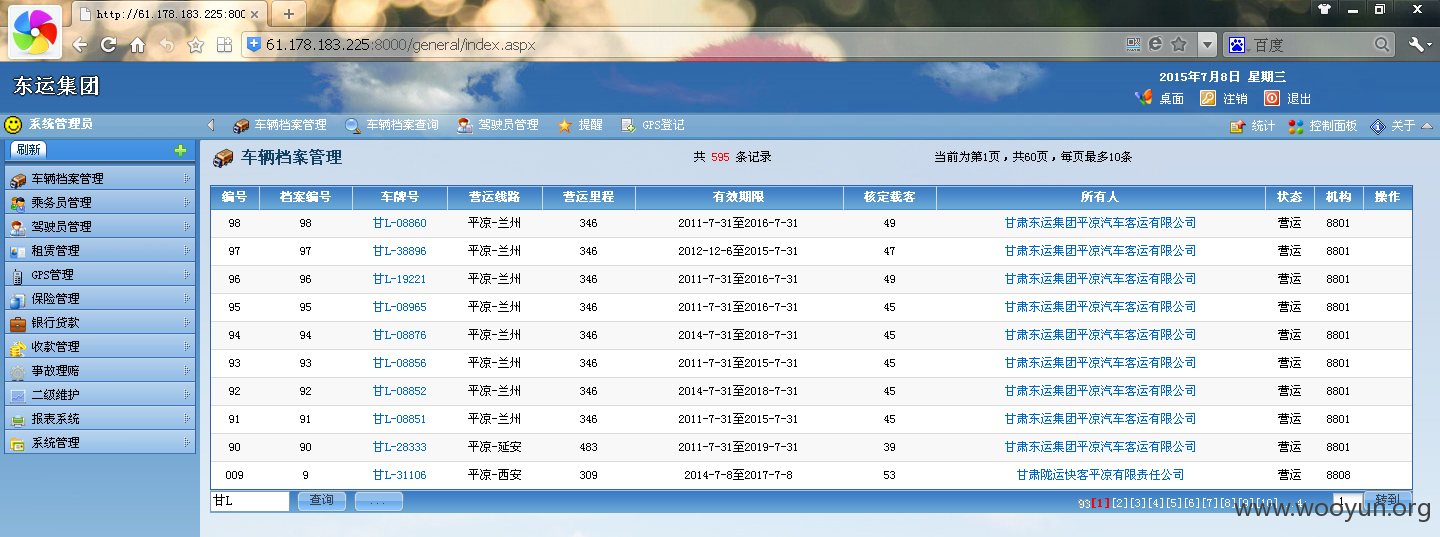 http://61.178.183.225:800
61.178.183.225:8000/general/index.aspx
百度
东运集团
2015年7月8日 星期三
桌面 注销 退出
系统管理员
车辆档案管理 车辆档案查询 驾驶员管理 提醒 GPS登记
统计 控制面板 关于
刷新
车辆档案管理
乘务员管理
驾驶员管理
租赁管理
GPS管理
保险管理
银行贷款
收款管理
事故理赔
二级维护
报表系统
系统管理
车辆档案管理
共 595 条记录
当前为第1页，共60页，每页最多10条
编号 档案编号 车牌号 营运线路 营运里程 有效期限 核定载客 所有人 状态 机构 操作
98 98 甘L-08860 平凉-兰州 346 2011-7-31至2016-7-31 49 甘肃东运集团平凉汽车客运有限公司 营运 8801
97 97 甘L-38896 平凉-兰州 346 2012-12-6至2015-7-31 47 甘肃东运集团平凉汽车客运有限公司 营运 8801
96 96 甘L-19221 平凉-兰州 346 2011-7-31至2016-7-31 49 甘肃东运集团平凉汽车客运有限公司 营运 8801
95 95 甘L-08965 平凉-兰州 346 2011-7-31至2016-7-31 45 甘肃东运集团平凉汽车客运有限公司 营运 8801
94 94 甘L-08876 平凉-兰州 346 2014-7-31至2018-7-31 45 甘肃东运集团平凉汽车客运有限公司 营运 8801
93 93 甘L-08856 平凉-兰州 346 2011-7-31至2015-7-31 45 甘肃东运集团平凉汽车客运有限公司 营运 8801
92 92 甘L-08852 平凉-兰州 346 2014-7-31至2018-7-31 45 甘肃东运集团平凉汽车客运有限公司 营运 8801
91 91 甘L-08851 平凉-兰州 346 2011-7-31至2015-7-31 45 甘肃东运集团平凉汽车客运有限公司 营运 8801
90 90 甘L-28333 平凉-延安 483 2011-7-31至2019-7-31 39 甘肃东运集团平凉汽车客运有限公司 营运 8801
009 9 甘L-31106 平凉-西安 309 2014-7-8至2017-7-8 53 甘肃陇运快客平凉有限责任公司 营运 8808
甘L 查询 ... [1][2][3][4][5][6][7][8][9][10] 1 转到
www.wooyun.org